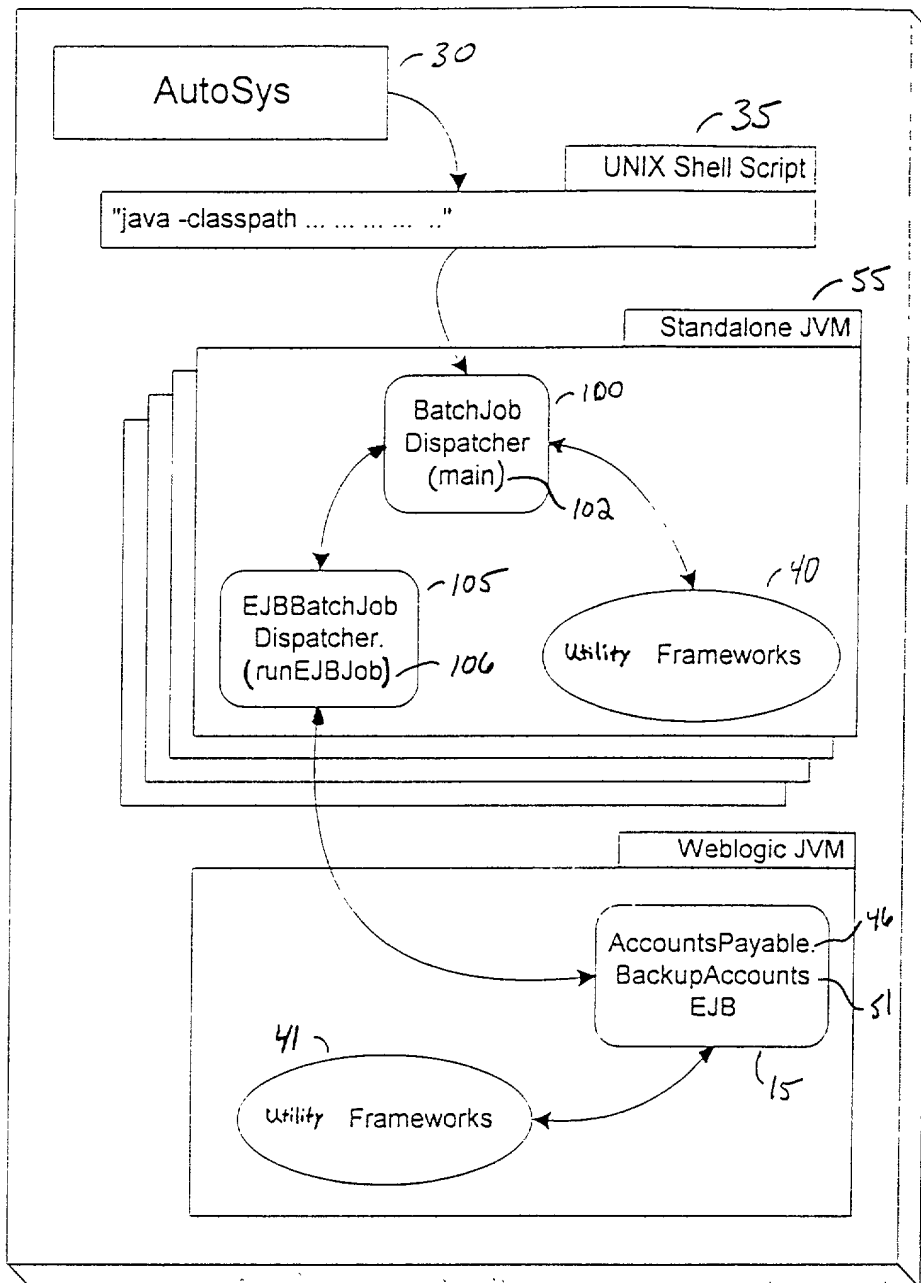 AutoSys
30
35
UNIX Shell Script
"java -classpath ... ... ... ... .."
55
Standalone JVM
100
BatchJob
Dispatcher
(main)
102
105
EJBBatchJob
Dispatcher.
(runEJBJob)
106
40
Utility Frameworks
Weblogic JVM
AccountsPayable.
46
BackupAccounts
51
EJB
15
41
Utility Frameworks